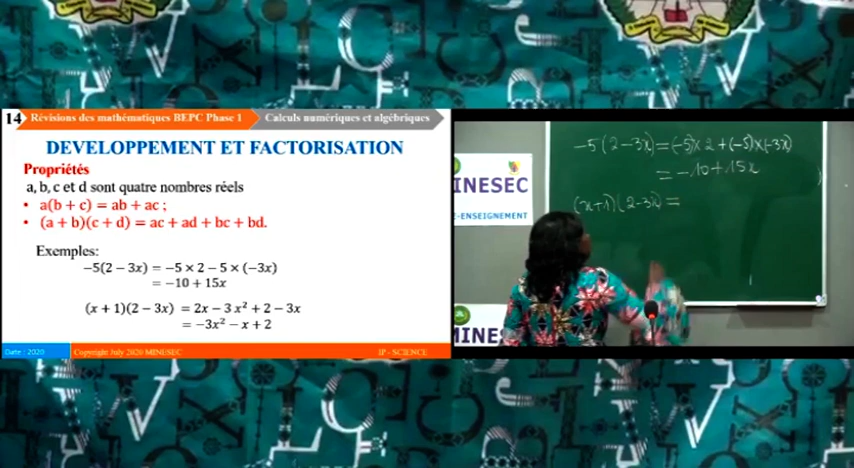 14 Révisions des mathématiques BEPC Phase 1 Calculs numériques et algébriques
DEVELOPPEMENT ET FACTORISATION
Propriétés
a, b, c et d sont quatre nombres réels
• a(b + c) = ab + ac ;
• (a + b)(c + d) = ac + ad + bc + bd.
Exemples:
−5(2 − 3x) = −5 × 2 − 5 × (−3x)
= −10 + 15x
(x + 1)(2 − 3x) = 2x − 3 x² + 2 − 3x
= −3x² − x + 2
Date : 2020 Copyright July 2020 MINESEC IP - SCIENCE
-5(2-3x)=(-5)×2+(-5)×(-3x)
= -10+15x
(x+1)(2-3x)=
INESEC
E-ENSEIGNEMENT
MINES